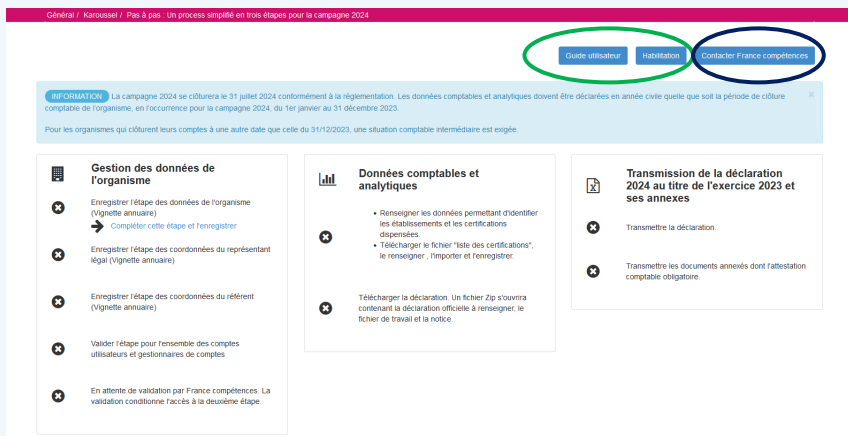 Général / Karoussel / Pas à pas : Un process simplifié en trois étapes pour la campagne 2024
Guide utilisateur
Habilitation
Contacter France compétences
INFORMATION La campagne 2024 se clôturera le 31 juillet 2024 conformément à la réglementation. Les données comptables et analytiques doivent être déclarées en année civile quelle que soit la période de clôture
comptable de l'organisme, en l'occurrence pour la campagne 2024, du 1er janvier au 31 décembre 2023.
Pour les organismes qui clôturent leurs comptes à une autre date que celle du 31/12/2023, une situation comptable intermédiaire est exigée.
Gestion des données de
l'organisme
Enregistrer l'étape des données de l'organisme
(Vignette annuaire)
Compléter cette étape et l'enregistrer
Enregistrer l'étape des coordonnées du représentant
légal (Vignette annuaire)
Enregistrer l'étape des coordonnées du référent
(Vignette annuaire)
Valider l'étape pour l'ensemble des comptes
utilisateurs et gestionnaires de comptes
En attente de validation par France compétences. La
validation conditionne l'accès à la deuxième étape.
Données comptables et
analytiques
• Renseigner les données permettant d'identifier
les établissements et les certifications
dispensées.
• Télécharger le fichier "liste des certifications",
le renseigner , l'importer et l'enregistrer.
Télécharger la déclaration. Un fichier Zip s'ouvrira
contenant la déclaration officielle à renseigner, le
fichier de travail et la notice.
Transmission de la déclaration
2024 au titre de l'exercice 2023 et
ses annexes
Transmettre la déclaration.
Transmettre les documents annexés dont l'attestation
comptable obligatoire.